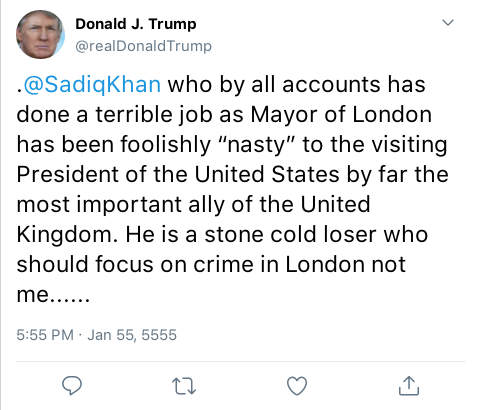 Donald J. Trump
@realDonaldTrump
.@SadiqKhan who by all accounts has
done a terrible job as Mayor of London
has been foolishly “nasty” to the visiting
President of the United States by far the
most important ally of the United
Kingdom. He is a stone cold loser who
should focus on crime in London not
me......
5:55 PM · Jan 55, 5555